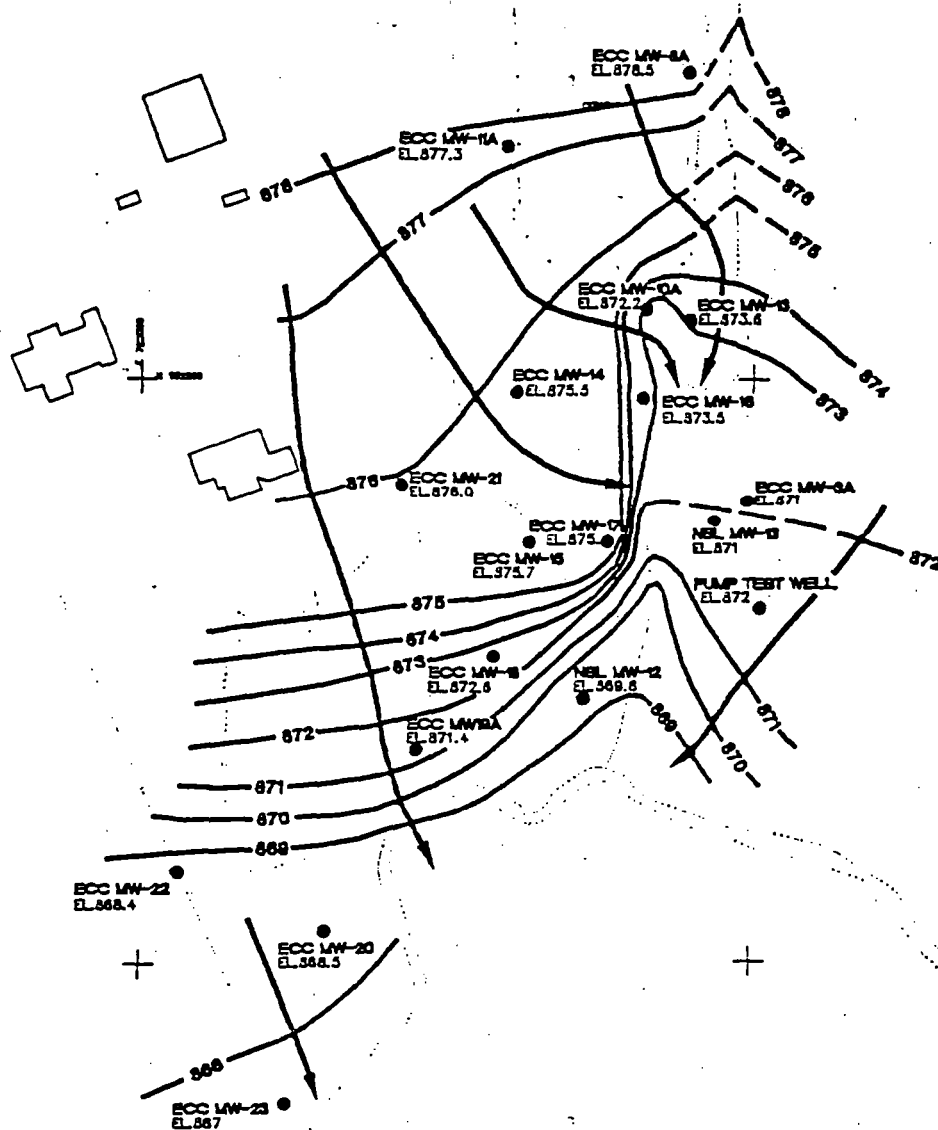 ECC MW-8A
EL.878.5
878
ECC MW-11A
EL.877.3
877
878
876
877
875
ECC MW-10A
EL.872.2
ECC MW-13
EL.873.6
874
ECC MW-14
EL.875.5
873
ECC MW-16
EL.873.5
876
ECC MW-21
EL.876.0
ECC MW-9A
EL.871
ECC MW-17
EL.875
NSL MW-13
EL.871
ECC MW-15
EL.875.7
872
PUMP TEST WELL
EL.872
875
874
873
ECC MW-18
EL.872.6
NSL MW-12
EL.869.8
869
871
872
ECC MW19A
EL.871.4
870
871
870
869
ECC MW-22
EL.868.4
ECC MW-20
EL.868.5
868
ECC MW-23
EL.867